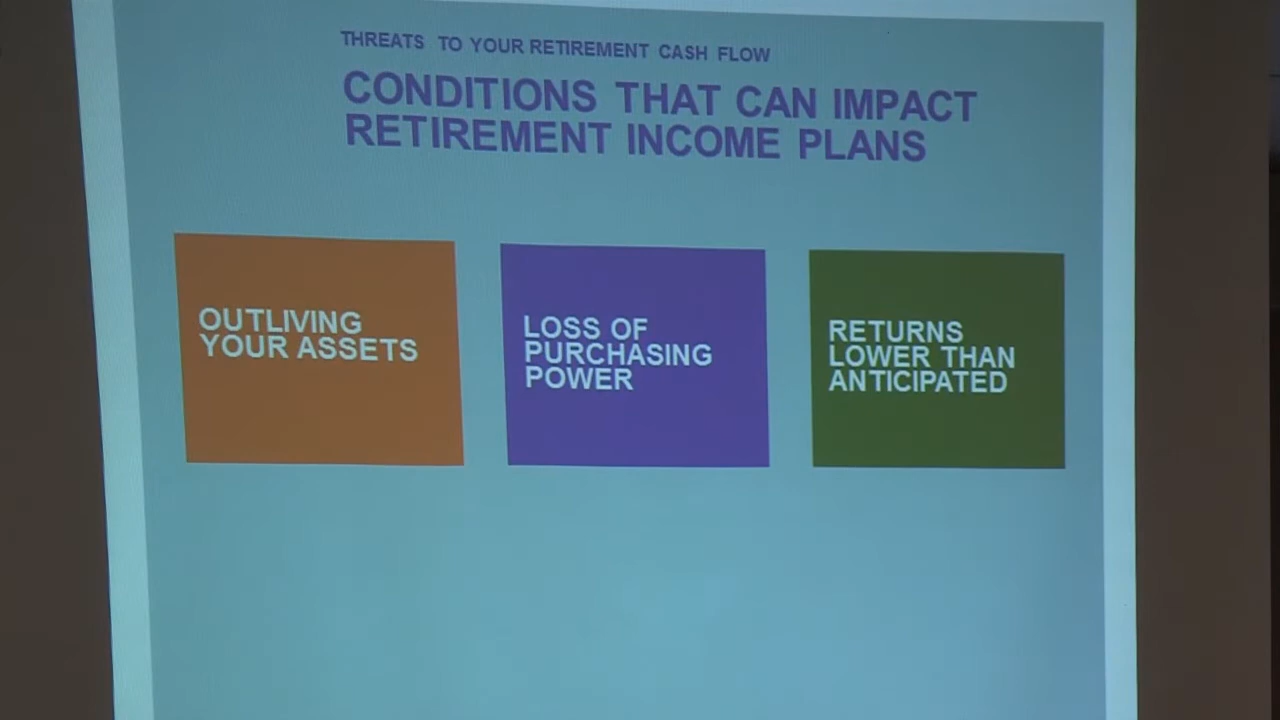 THREATS TO YOUR RETIREMENT CASH FLOW
CONDITIONS THAT CAN IMPACT
RETIREMENT INCOME PLANS
OUTLIVING
YOUR ASSETS
LOSS OF
PURCHASING
POWER
RETURNS
LOWER THAN
ANTICIPATED